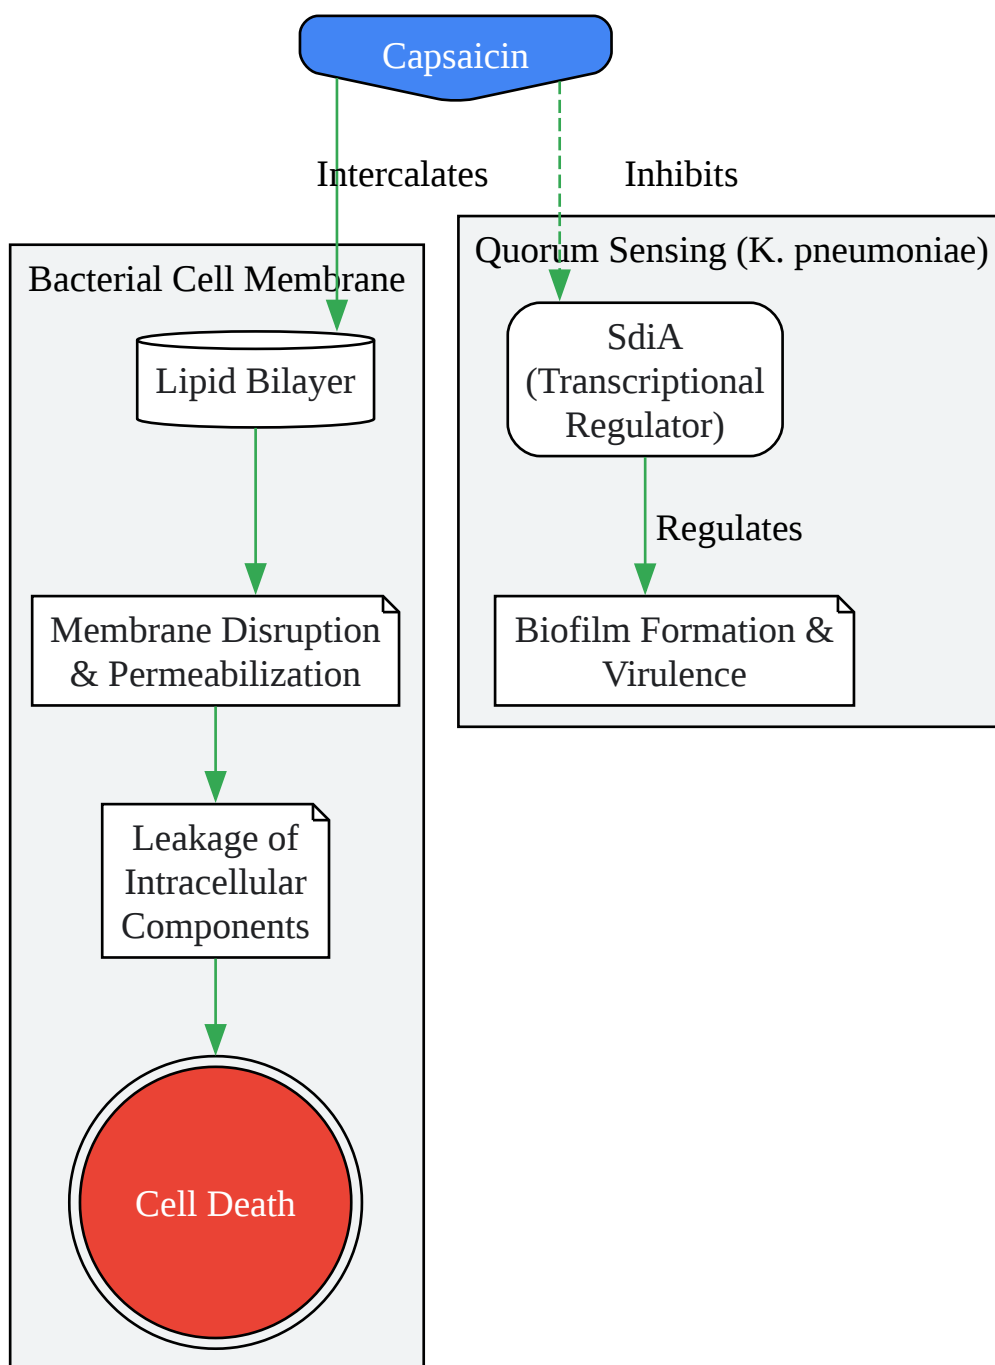 Capsaicin
Intercalates
Inhibits
Bacterial Cell Membrane
Lipid Bilayer
Membrane Disruption
& Permeabilization
Leakage of
Intracellular
Components
Cell Death
Quorum Sensing (K. pneumoniae)
SdiA
(Transcriptional
Regulator)
Regulates
Biofilm Formation &
Virulence